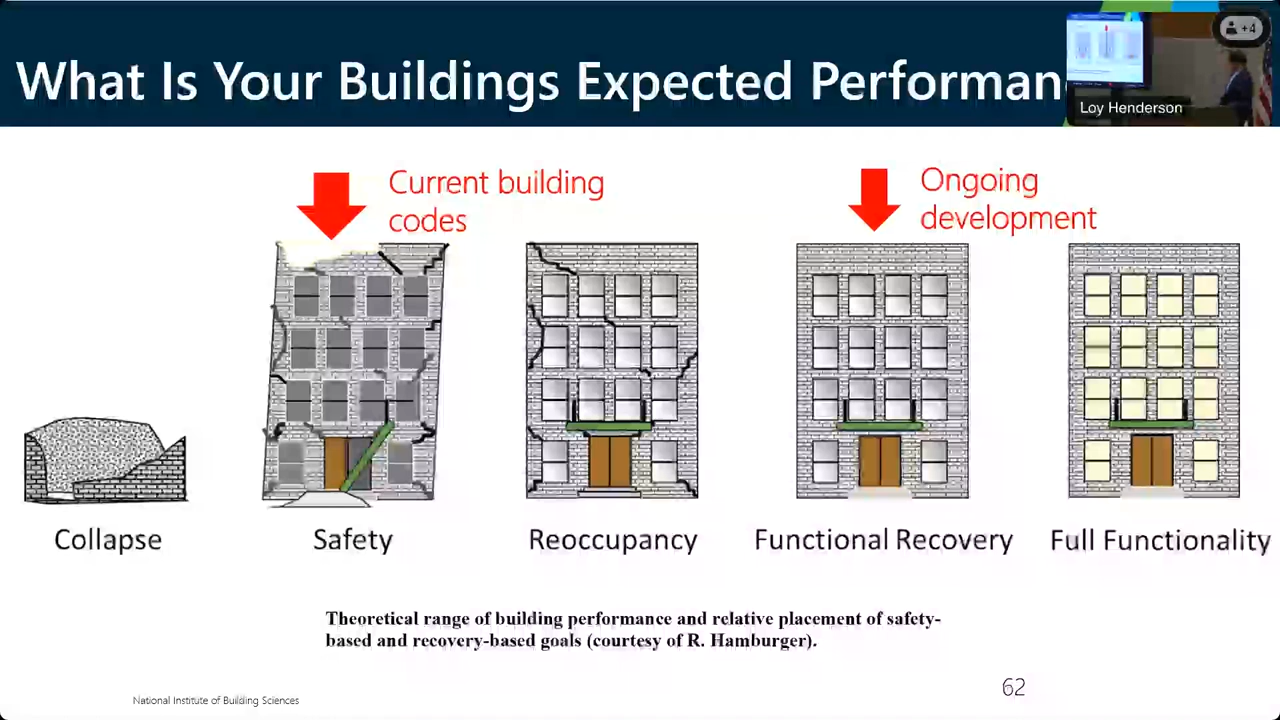 What Is Your Buildings Expected Performan
+4
Loy Henderson
Current building
codes
Ongoing
development
Collapse
Safety
Reoccupancy
Functional Recovery
Full Functionality
Theoretical range of building performance and relative placement of safety-
based and recovery-based goals (courtesy of R. Hamburger).
62
National Institute of Building Sciences